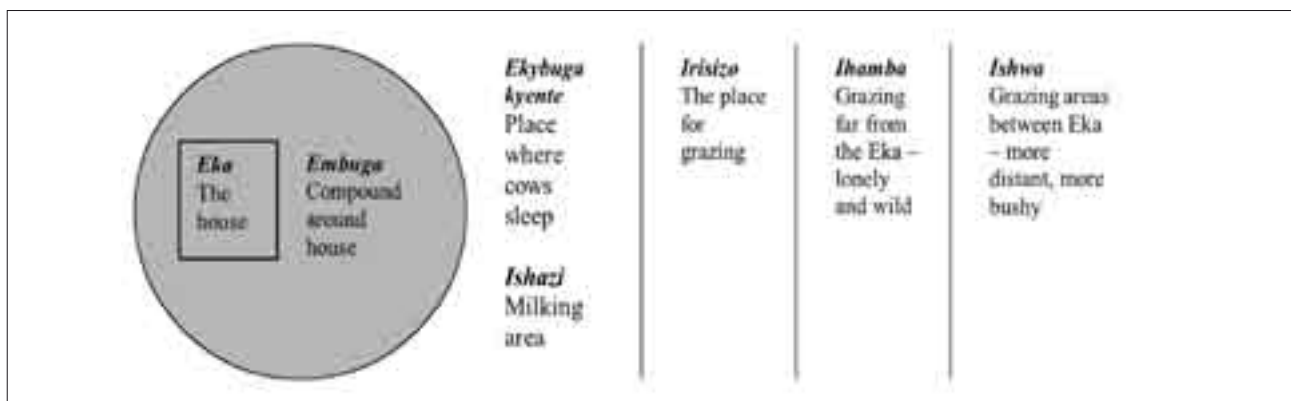 Eka
The
house
Embuga
Compound
around
house
Ekybuga
kyente
Place
where
cows
sleep
Ishazi
Milking
area
Irisizo
The place
for
grazing
Ihamba
Grazing
far from
the Eka –
lonely
and wild
Ishwa
Grazing areas
between Eka
– more
distant, more
bushy